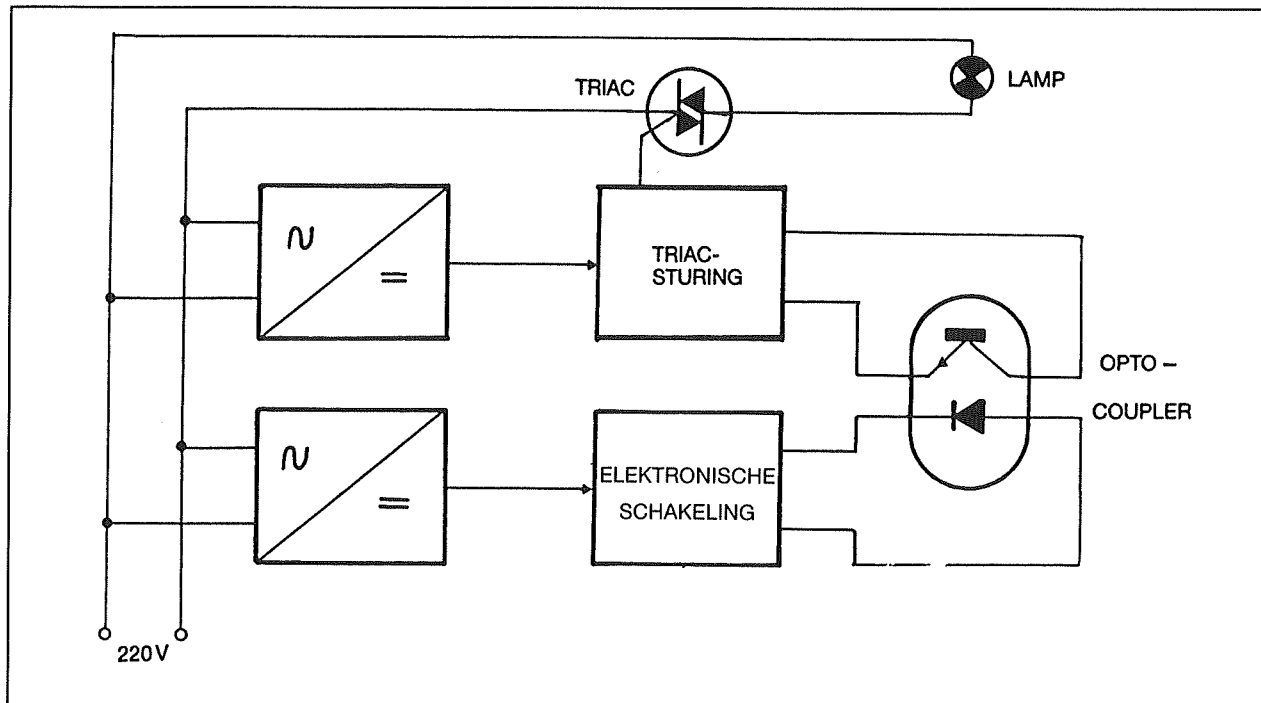 TRIAC
LAMP
TRIAC-
STURING
OPTO –
COUPLER
ELEKTRONISCHE
SCHAKELING
220V